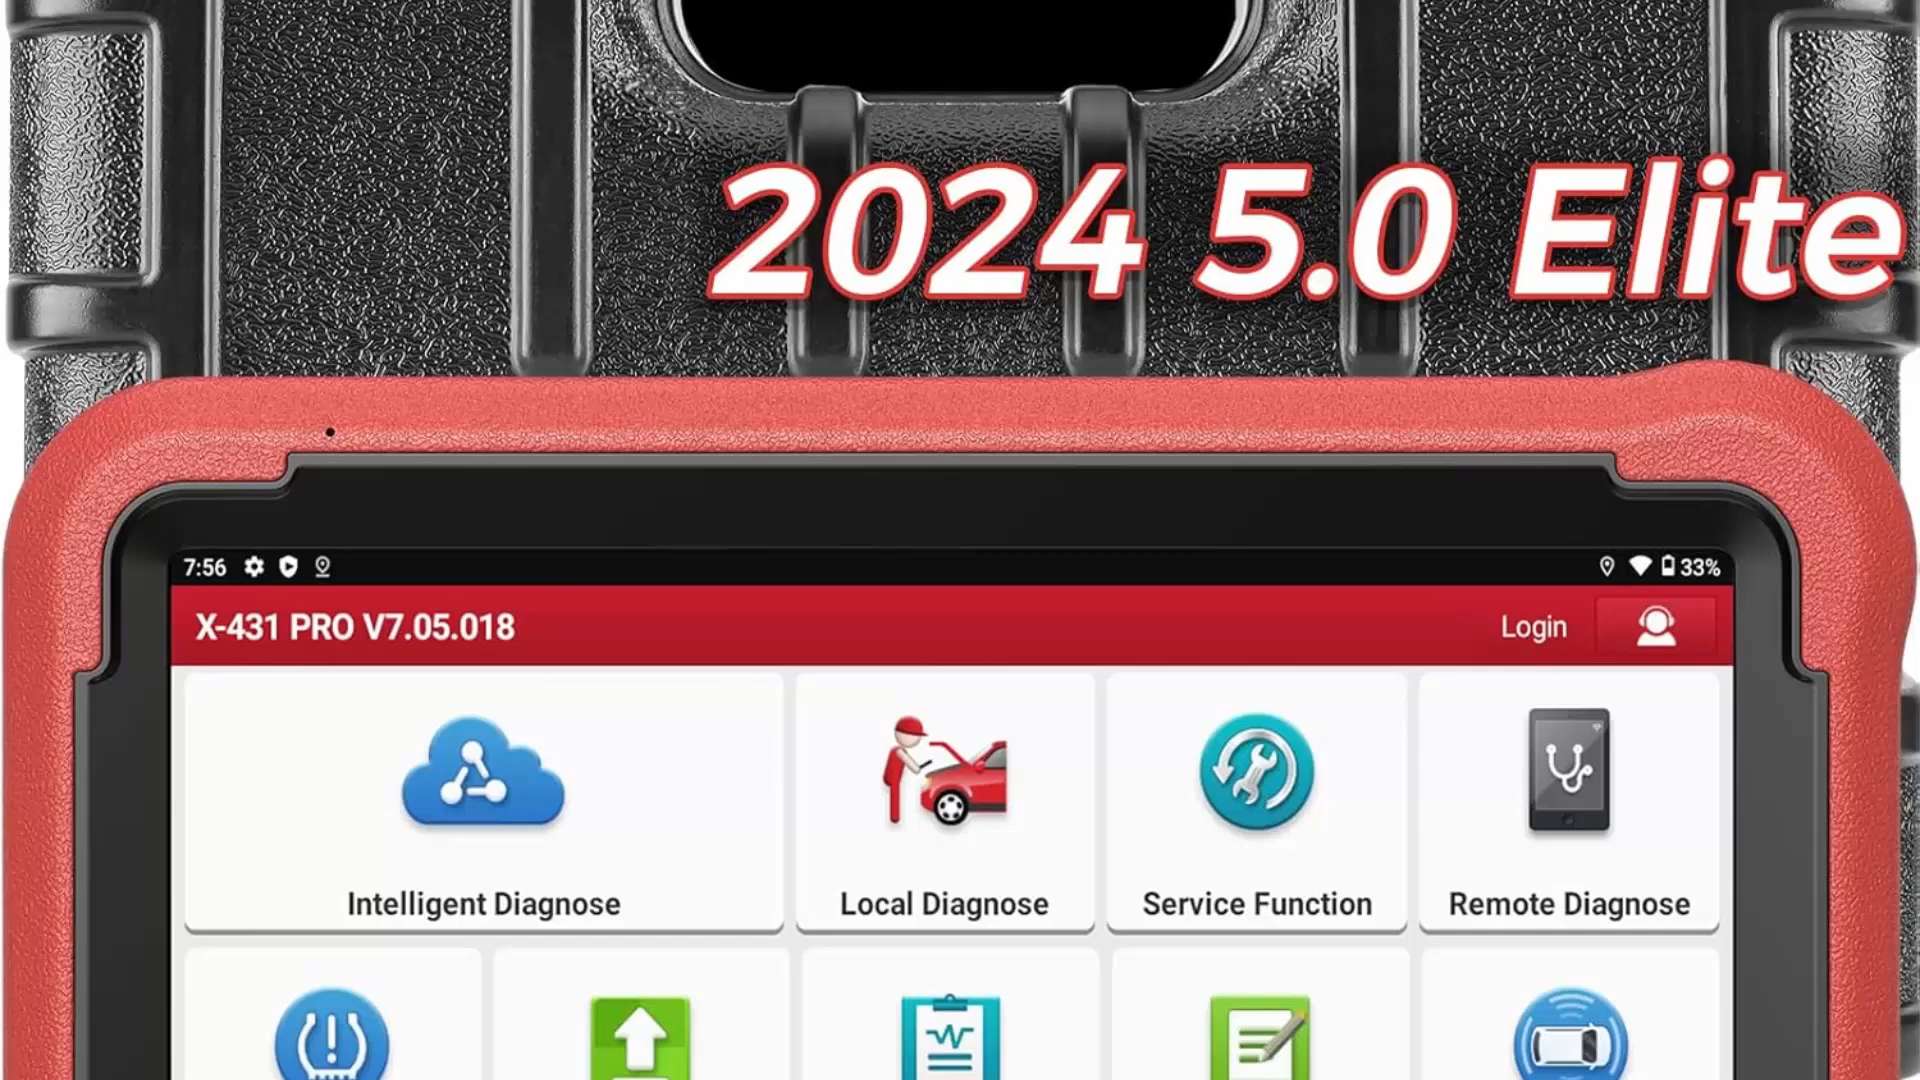 2024 5.0 Elite
7:56
33%
X-431 PRO V7.05.018
Login
Intelligent Diagnose
Local Diagnose
Service Function
Remote Diagnose